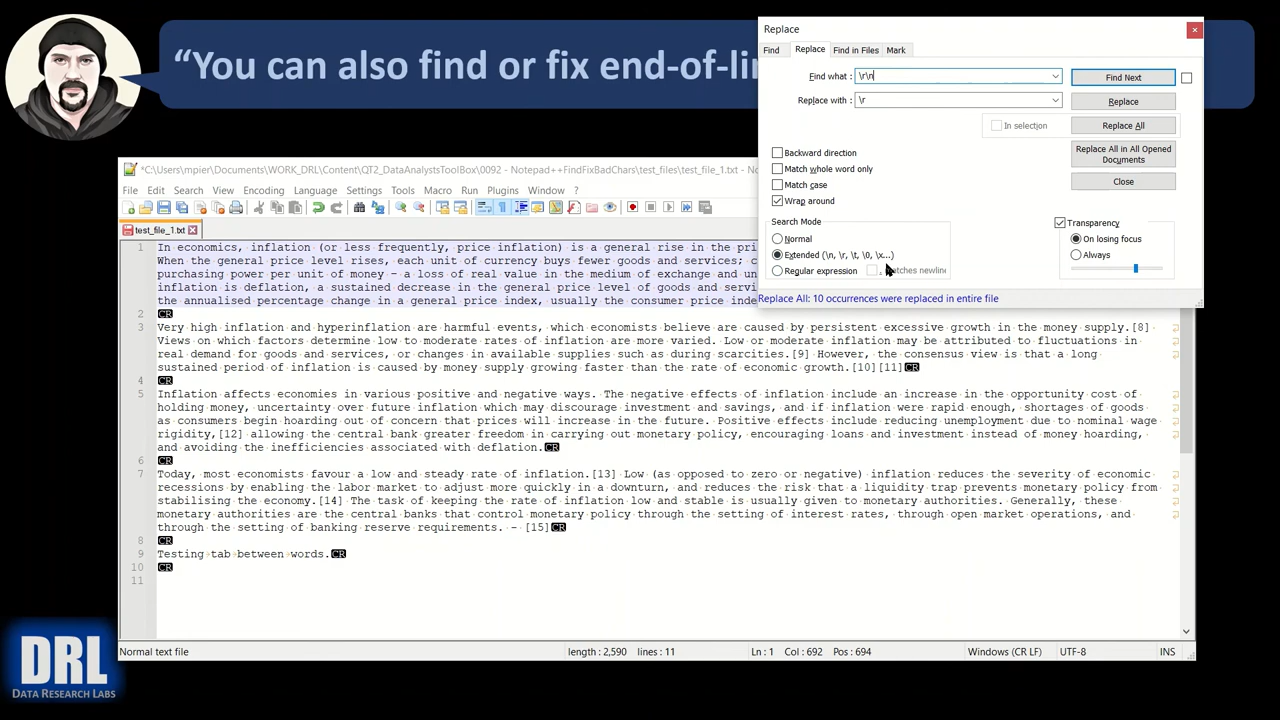 “You can also find or fix end-of-li
Replace
Find Replace Find in Files Mark
Find what : \r\n Find Next
Replace with : \r Replace
In selection Replace All
Replace All in All Opened
Documents
Close
Backward direction
Match whole word only
Match case
Wrap around
Search Mode
Normal
Extended (\n, \r, \t, \0, \x...)
Regular expression
Transparency
On losing focus
Always
Replace All: 10 occurrences were replaced in entire file
*C:\Users\mpier\Documents\WORK_DRL\Content\QT2_DataAnalystsToolBox\0092 - Notepad++FindFixBadChars\test_files\test_file_1.txt - Notepad++
File Edit Search View Encoding Language Settings Tools Macro Run Plugins Window ?
test_file_1.txt
1 In economics, inflation (or less frequently, price inflation) is a general rise in the pri
When the general price level rises, each unit of currency buys fewer goods and services; c
purchasing power per unit of money - a loss of real value in the medium of exchange and un
inflation is deflation, a sustained decrease in the general price level of goods and servi
the annualised percentage change in a general price index, usually the consumer price inde
2 CR
3 Very high inflation and hyperinflation are harmful events, which economists believe are caused by persistent excessive growth in the money supply.[8]
Views on which factors determine low to moderate rates of inflation are more varied. Low or moderate inflation may be attributed to fluctuations in
real demand for goods and services, or changes in available supplies such as during scarcities.[9] However, the consensus view is that a long
sustained period of inflation is caused by money supply growing faster than the rate of economic growth.[10][11]CR
4 CR
5 Inflation affects economies in various positive and negative ways. The negative effects of inflation include an increase in the opportunity cost of
holding money, uncertainty over future inflation which may discourage investment and savings, and if inflation were rapid enough, shortages of goods
as consumers begin hoarding out of concern that prices will increase in the future. Positive effects include reducing unemployment due to nominal wage
rigidity,[12] allowing the central bank greater freedom in carrying out monetary policy, encouraging loans and investment instead of money hoarding,
and avoiding the inefficiencies associated with deflation.CR
6 CR
7 Today, most economists favour a low and steady rate of inflation.[13] Low (as opposed to zero or negative) inflation reduces the severity of economic
recessions by enabling the labor market to adjust more quickly in a downturn, and reduces the risk that a liquidity trap prevents monetary policy from
stabilising the economy.[14] The task of keeping the rate of inflation low and stable is usually given to monetary authorities. Generally, these
monetary authorities are the central banks that control monetary policy through the setting of interest rates, through open market operations, and
through the setting of banking reserve requirements. - [15]CR
8 CR
9 Testing tab between words.CR
10 CR
11
Normal text file length : 2,590 lines : 11 Ln : 1 Col : 692 Pos : 694 Windows (CR LF) UTF-8 INS
DRL
DATA RESEARCH LABS